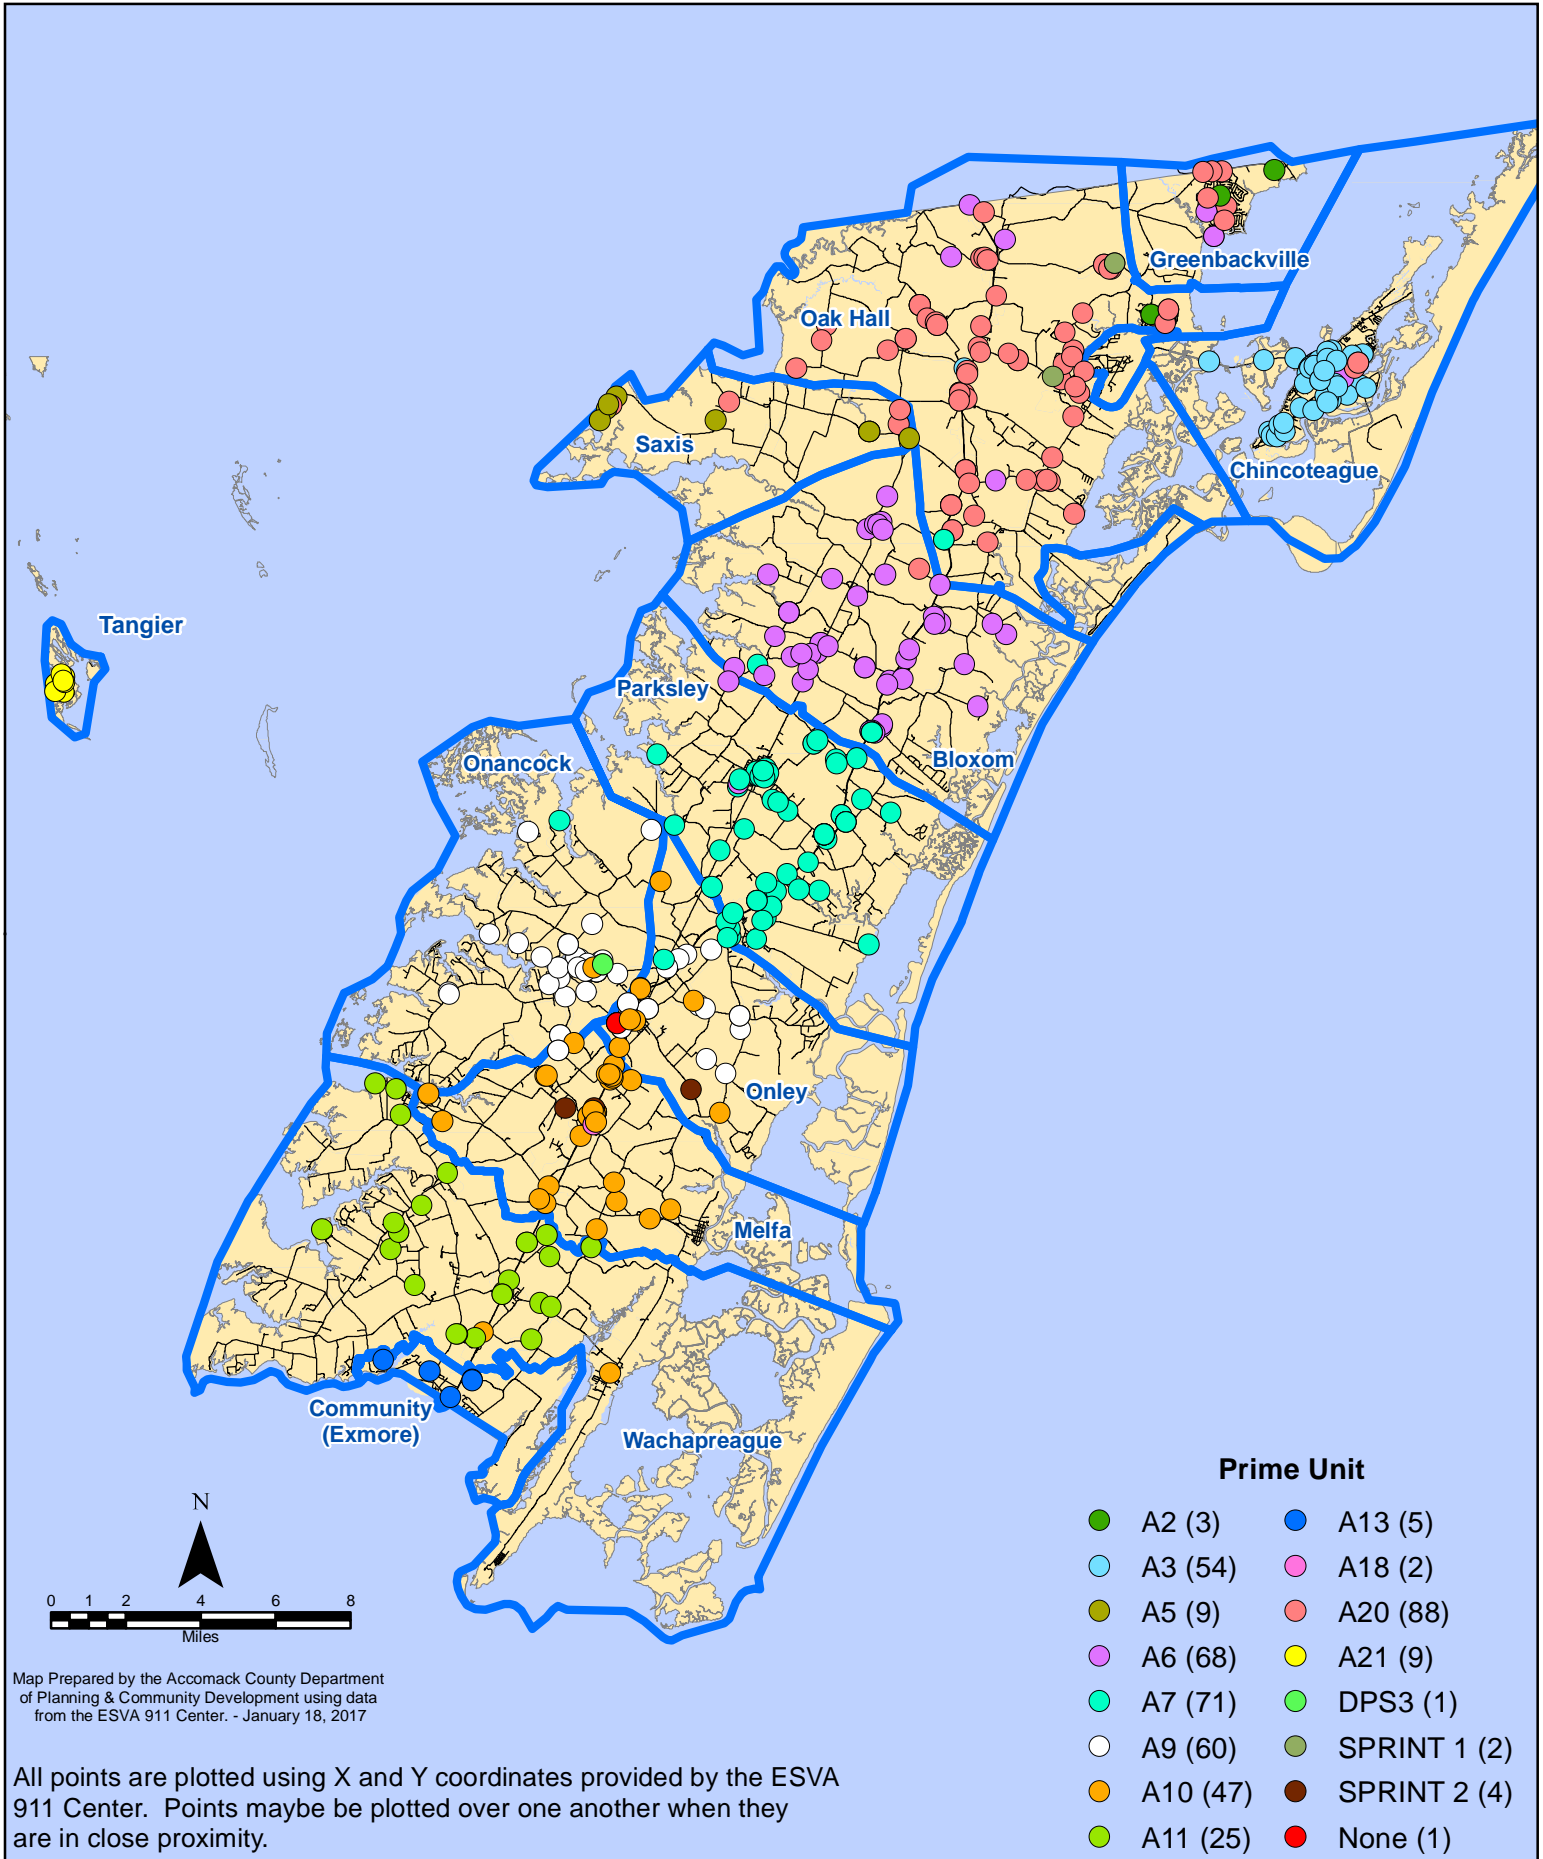 Greenbackville
Oak Hall
Saxis
Chincoteague
Tangier
Parksley
Onancock
Bloxom
Onley
Melfa
Community
(Exmore)
Wachapreague
N
0 1 2 4 6 8
Miles
Map Prepared by the Accomack County Department
of Planning & Community Development using data
from the ESVA 911 Center. - January 18, 2017
All points are plotted using X and Y coordinates provided by the ESVA
911 Center. Points maybe be plotted over one another when they
are in close proximity.
Prime Unit
A2 (3)
A3 (54)
A5 (9)
A6 (68)
A7 (71)
A9 (60)
A10 (47)
A11 (25)
A13 (5)
A18 (2)
A20 (88)
A21 (9)
DPS3 (1)
SPRINT 1 (2)
SPRINT 2 (4)
None (1)